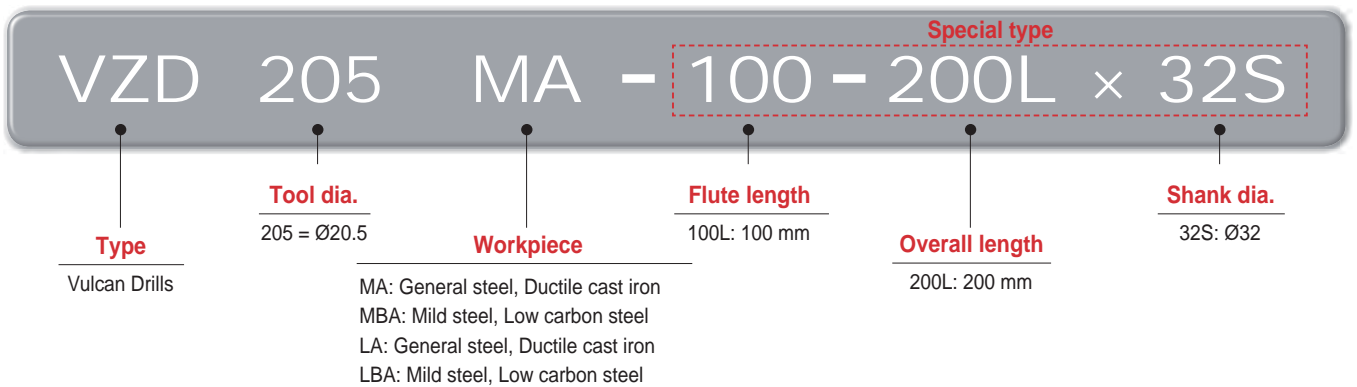 Special type
VZD 205 MA - 100 - 200L × 32S
Type
Vulcan Drills
Tool dia.
205 = Ø20.5
Workpiece
MA: General steel, Ductile cast iron
MBA: Mild steel, Low carbon steel
LA: General steel, Ductile cast iron
LBA: Mild steel, Low carbon steel
Flute length
100L: 100 mm
Overall length
200L: 200 mm
Shank dia.
32S: Ø32